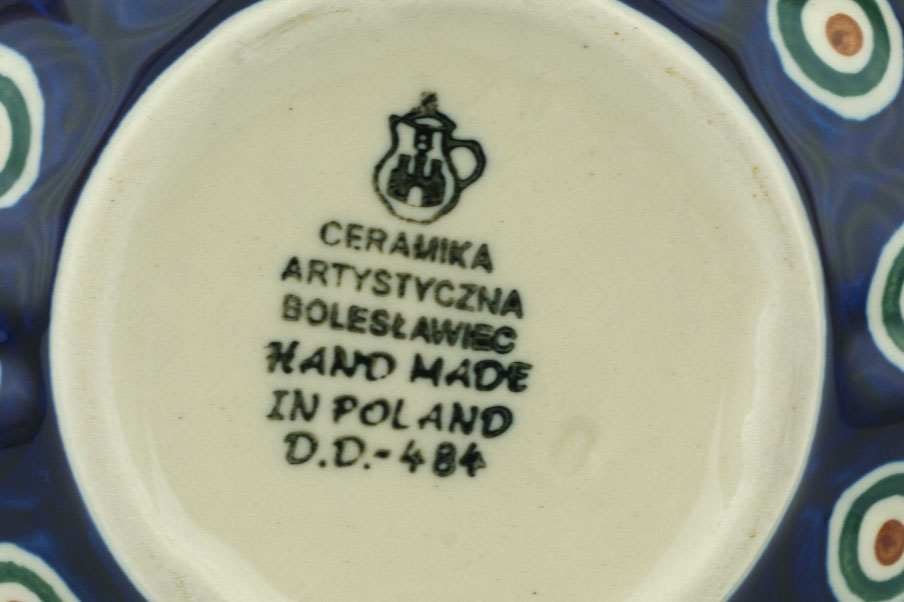 CERAMIKA
ARTYSTYCZNA
BOLESŁAWIEC
HAND MADE
IN POLAND
D.D.-484